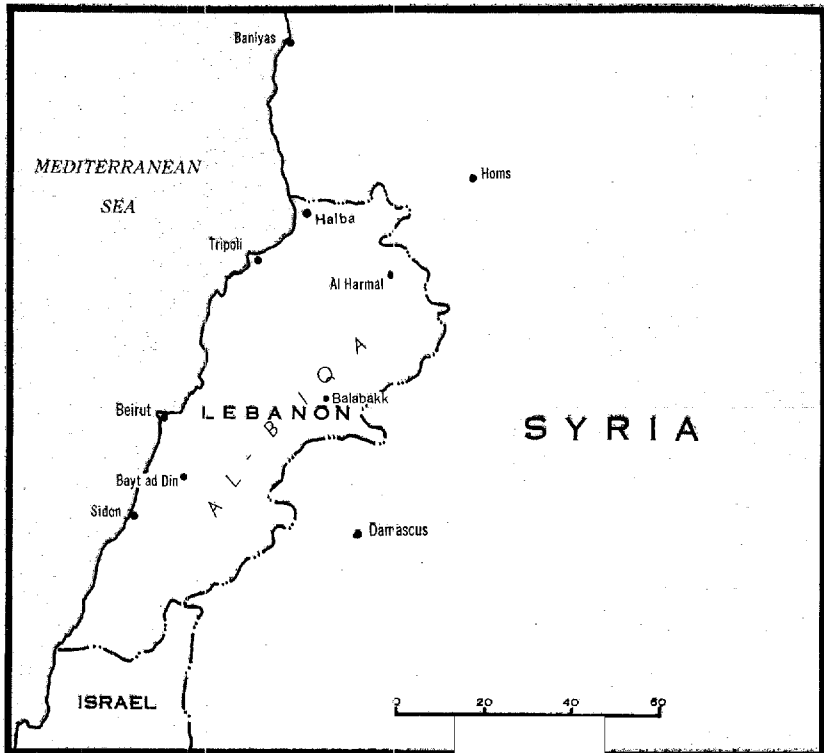 Baniyas
MEDITERRANEAN
SEA
Homs
Halba
Tripoli
Al Harmal
AL-BIQA
Balabakk
Beirut
LEBANON
SYRIA
Bayt ad Din
Sidon
Damascus
ISRAEL
0 20 40 60